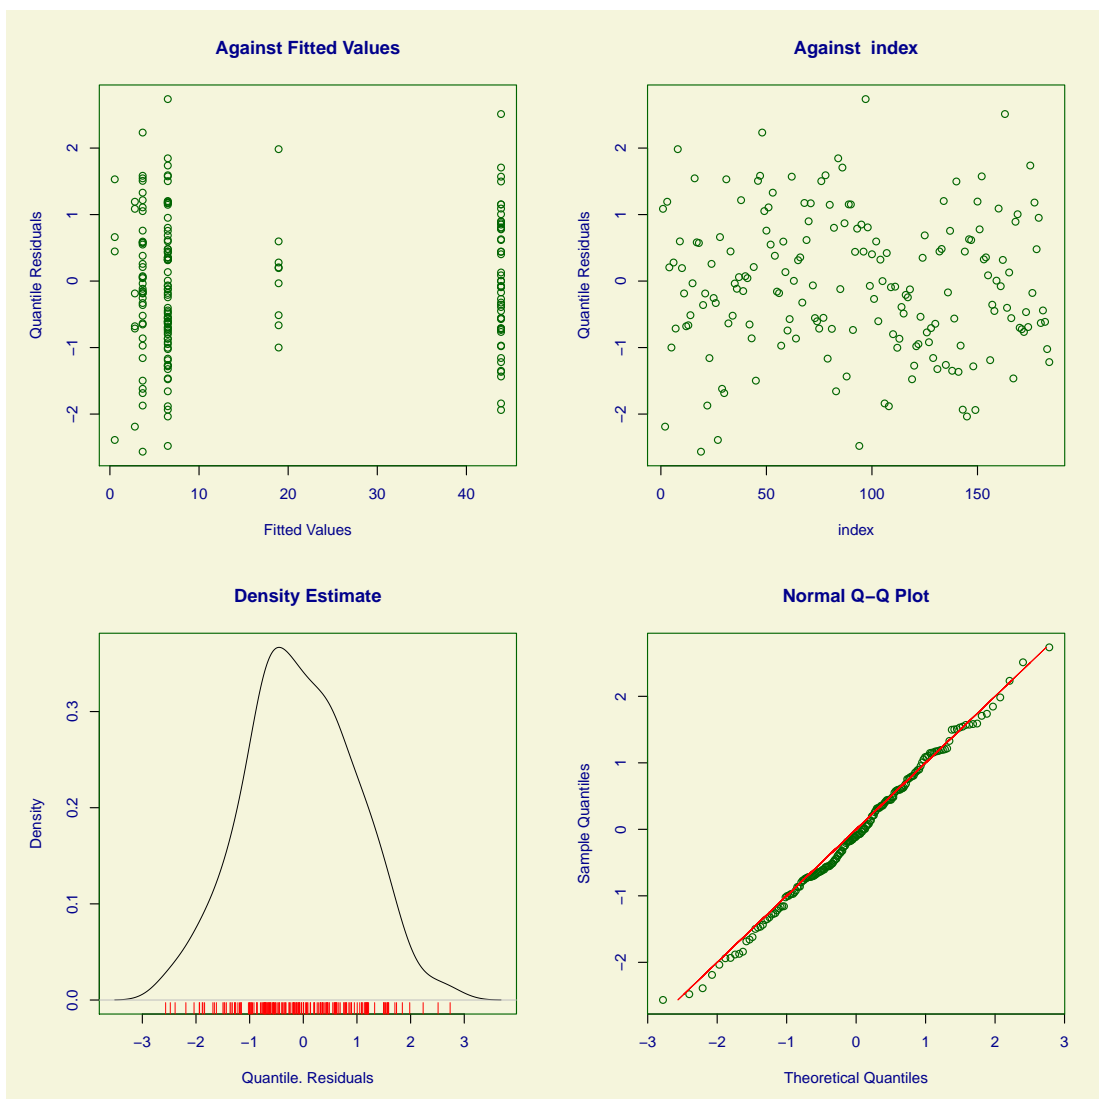 Against Fitted Values
Quantile Residuals
2
1
0
−1
−2
0 10 20 30 40
Fitted Values
Against  index
Quantile Residuals
2
1
0
−1
−2
0 50 100 150
index
Density Estimate
Density
0.3
0.2
0.1
0.0
−3 −2 −1 0 1 2 3
Quantile. Residuals
Normal Q−Q Plot
Sample Quantiles
2
1
0
−1
−2
−3 −2 −1 0 1 2 3
Theoretical Quantiles